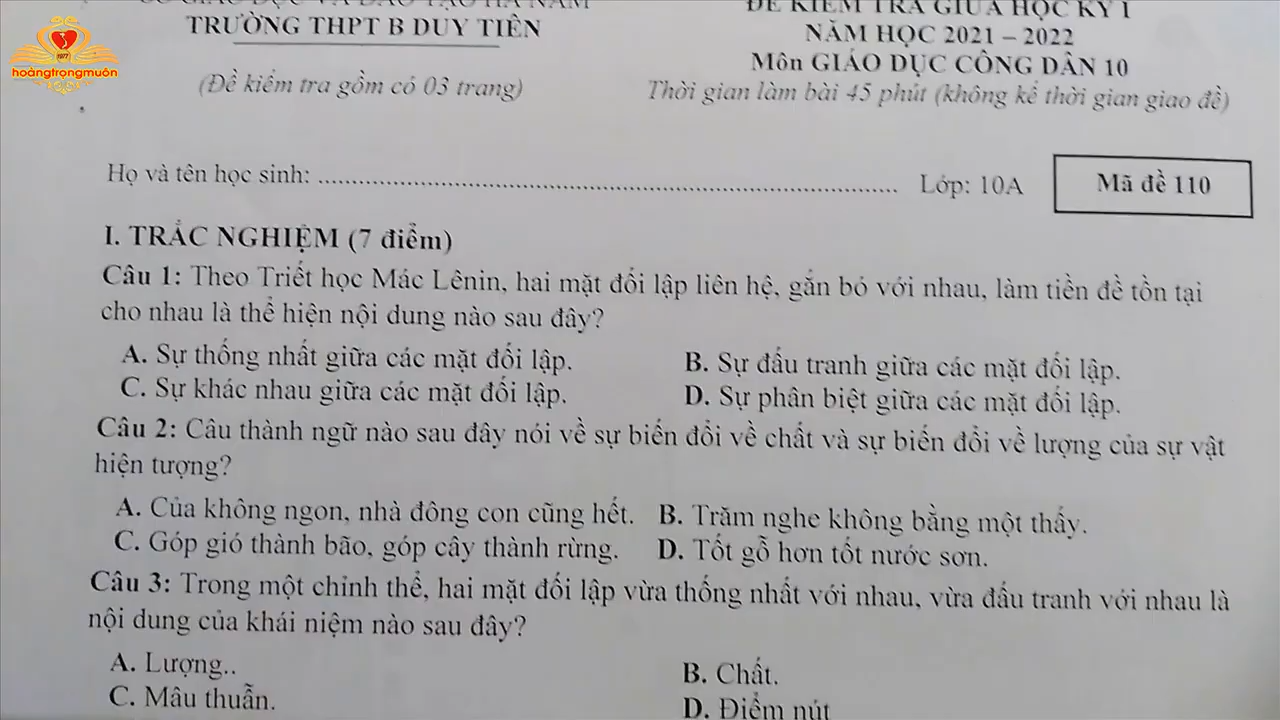 hoàngtrọngmuôn
1977
TRƯỜNG THPT B DUY TIÊN
(Đề kiểm tra gồm có 03 trang)
ĐỀ KIỂM TRA GIỮA HỌC KỲ I
NĂM HỌC 2021 – 2022
Môn GIÁO DỤC CÔNG DÂN 10
Thời gian làm bài 45 phút (không kể thời gian giao đề)
Họ và tên học sinh: ........................ Lớp: 10A
Mã đề 110
I. TRẮC NGHIỆM (7 điểm)
Câu 1: Theo Triết học Mác Lênin, hai mặt đối lập liên hệ, gắn bó với nhau, làm tiền đề tồn tại
cho nhau là thể hiện nội dung nào sau đây?
A. Sự thống nhất giữa các mặt đối lập. B. Sự đấu tranh giữa các mặt đối lập.
C. Sự khác nhau giữa các mặt đối lập. D. Sự phân biệt giữa các mặt đối lập.
Câu 2: Câu thành ngữ nào sau đây nói về sự biến đổi về chất và sự biến đổi về lượng của sự vật
hiện tượng?
A. Của không ngon, nhà đông con cũng hết. B. Trăm nghe không bằng một thấy.
C. Góp gió thành bão, góp cây thành rừng. D. Tốt gỗ hơn tốt nước sơn.
Câu 3: Trong một chỉnh thể, hai mặt đối lập vừa thống nhất với nhau, vừa đấu tranh với nhau là
nội dung của khái niệm nào sau đây?
A. Lượng.. B. Chất.
C. Mâu thuẫn. D. Điểm nút